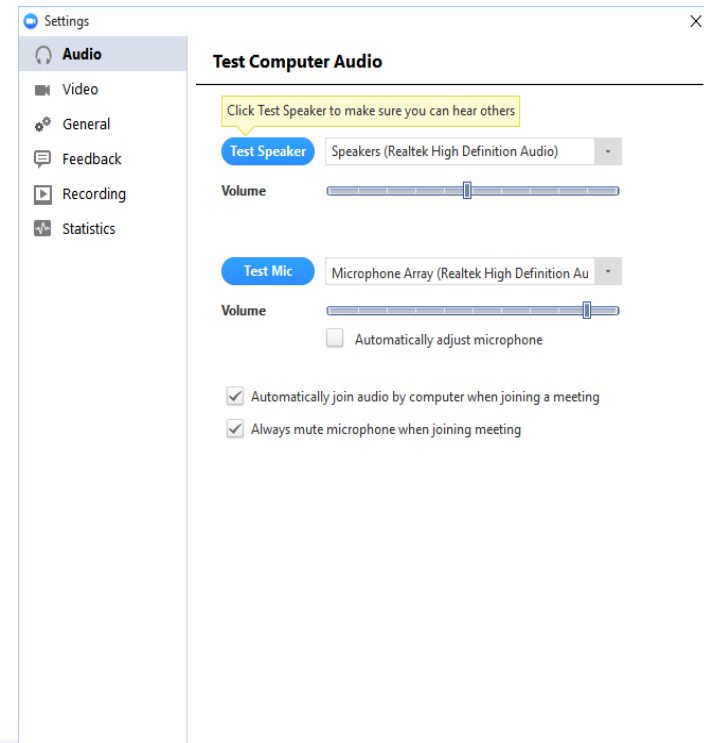 Settings
Audio
Video
General
Feedback
Recording
Statistics
Test Computer Audio
Click Test Speaker to make sure you can hear others
Test Speaker Speakers (Realtek High Definition Audio)
Volume
Test Mic Microphone Array (Realtek High Definition Au
Volume
Automatically adjust microphone
Automatically join audio by computer when joining a meeting
Always mute microphone when joining meeting